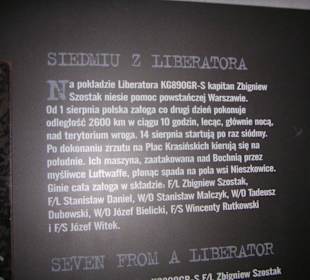 SIEDMIU Z LIBERATORA
Na pokładzie Liberatora KG890GR-S kapitan Zbigniew
Szostak niesie pomoc powstańczej Warszawie.
Od 1 sierpnia polska załoga co drugi dzień pokonuje
odległość 2600 km w ciągu 10 godzin, lecąc, głównie nocą,
nad terytorium wroga. 14 sierpnia startują po raz siódmy.
Po dokonaniu zrzutu na Plac Krasińskich kierują się na
południe. Ich maszyna, zaatakowana nad Bochnią przez
myśliwce Luftwaffe, płonąc spada na pola wsi Nieszkowice.
Ginie cała załoga w składzie: F/L Zbigniew Szostak,
F/L Stanisław Daniel, W/O Stanisław Malczyk, W/O Tadeusz
Dubowski, W/O Józef Bielicki, F/S Wincenty Rutkowski
i F/S Józef Witek.
SEVEN FROM A LIBERATOR
KG890GR-S F/L Zbigniew Szostak